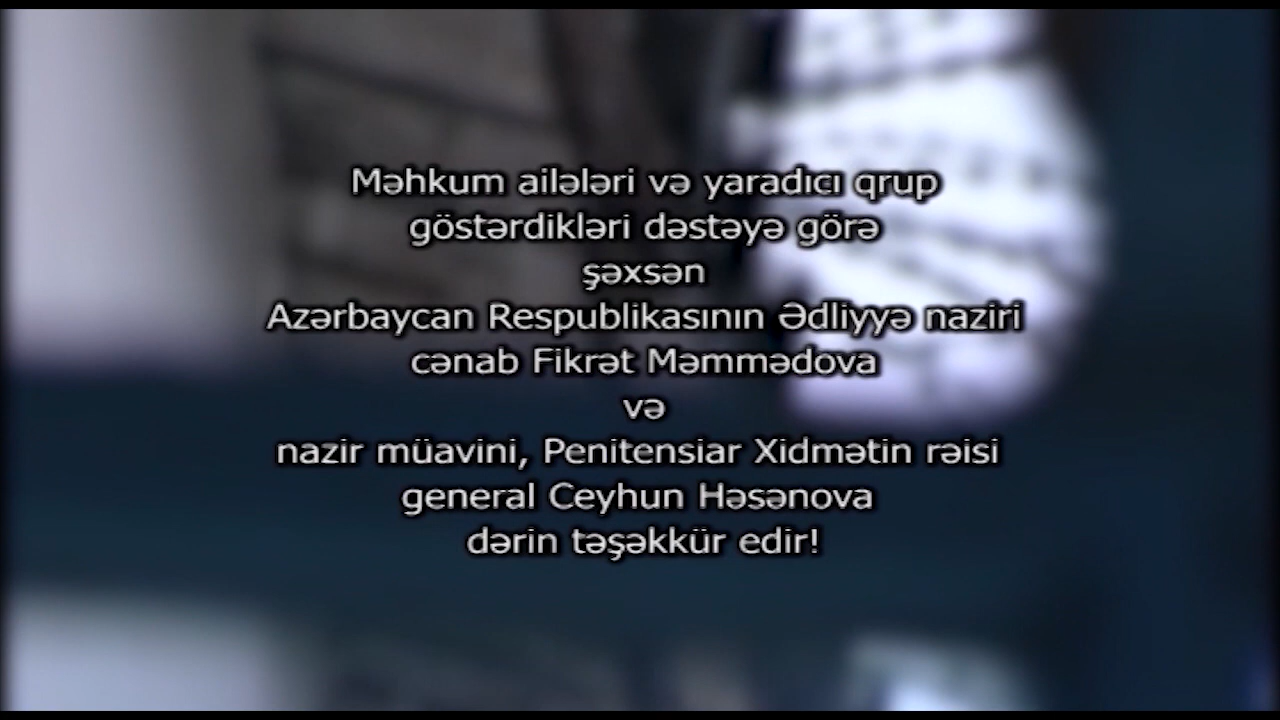 Məhkum ailələri və yaradıcı qrup
göstərdikləri dəstəyə görə
şəxsən
Azərbaycan Respublikasının Ədliyyə naziri
cənab Fikrət Məmmədova
və
nazir müavini, Penitensiar Xidmətin rəisi
general Ceyhun Həsənova
dərin təşəkkür edir!